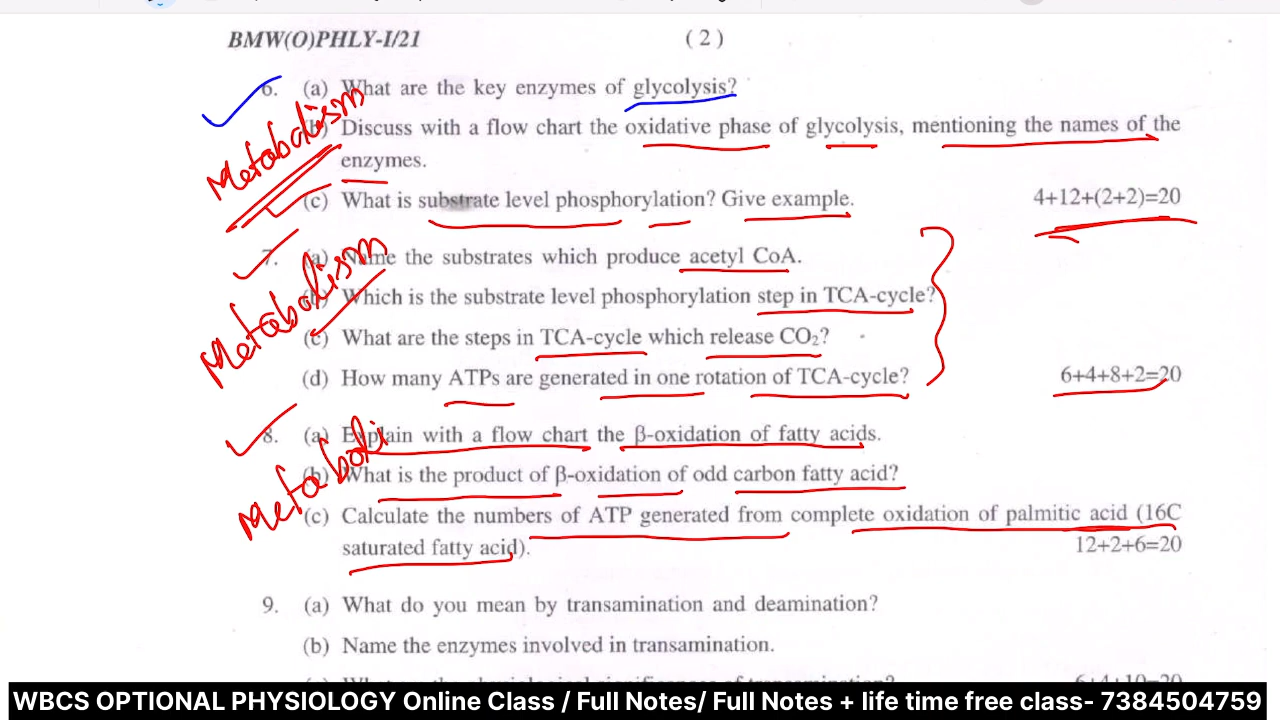 BMW(O)PHLY-I/21 (2)
6. (a) What are the key enzymes of glycolysis?
(b) Discuss with a flow chart the oxidative phase of glycolysis, mentioning the names of the
Metabolism
enzymes.
(c) What is substrate level phosphorylation? Give example. 4+12+(2+2)=20
7. (a) Name the substrates which produce acetyl CoA.
(b) Which is the substrate level phosphorylation step in TCA-cycle?
Metabolism
(c) What are the steps in TCA-cycle which release CO₂?
(d) How many ATPs are generated in one rotation of TCA-cycle? 6+4+8+2=20
8. (a) Explain with a flow chart the β-oxidation of fatty acids.
(b) What is the product of β-oxidation of odd carbon fatty acid?
Metaboli
(c) Calculate the numbers of ATP generated from complete oxidation of palmitic acid (16C
saturated fatty acid). 12+2+6=20
9. (a) What do you mean by transamination and deamination?
(b) Name the enzymes involved in transamination.
WBCS OPTIONAL PHYSIOLOGY Online Class / Full Notes/ Full Notes + life time free class- 7384504759